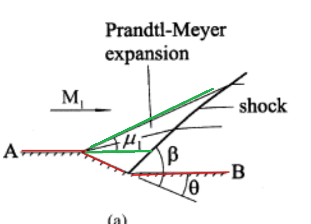 Prandtl-Meyer
expansion
M₁
shock
A
μ₁
β
B
θ
(a)